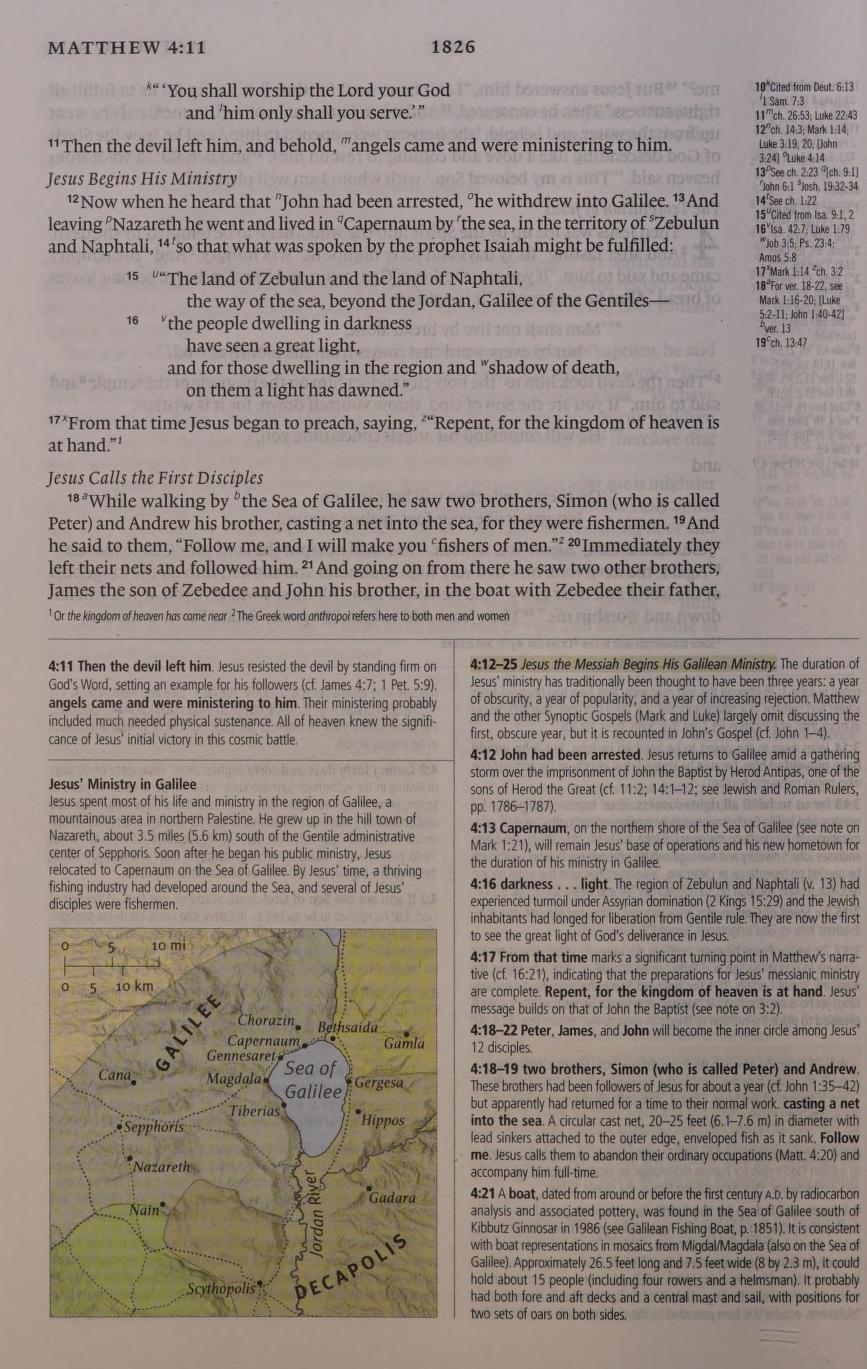 MATTHEW 4:11
1826
k“ ‘You shall worship the Lord your God
and lhim only shall you serve.’ ”
11 Then the devil left him, and behold, mangels came and were ministering to him.
Jesus Begins His Ministry
12 Now when he heard that nJohn had been arrested, ohe withdrew into Galilee. 13 And
leaving pNazareth he went and lived in qCapernaum by rthe sea, in the territory of sZebulun
and Naphtali, 14 tso that what was spoken by the prophet Isaiah might be fulfilled:
15 u“The land of Zebulun and the land of Naphtali,
the way of the sea, beyond the Jordan, Galilee of the Gentiles—
16 vthe people dwelling in darkness
have seen a great light,
and for those dwelling in the region and wshadow of death,
on them a light has dawned.”
17 xFrom that time Jesus began to preach, saying, z“Repent, for the kingdom of heaven is
at hand.”1
Jesus Calls the First Disciples
18 aWhile walking by bthe Sea of Galilee, he saw two brothers, Simon (who is called
Peter) and Andrew his brother, casting a net into the sea, for they were fishermen. 19 And
he said to them, “Follow me, and I will make you cfishers of men.”2 20 Immediately they
left their nets and followed him. 21 And going on from there he saw two other brothers,
James the son of Zebedee and John his brother, in the boat with Zebedee their father,
1 Or the kingdom of heaven has come near 2 The Greek word anthropoi refers here to both men and women
10 kCited from Deut. 6:13
l1 Sam. 7:3
11 mch. 26:53; Luke 22:43
12 nch. 14:3; Mark 1:14;
Luke 3:19, 20; [John
3:24] oLuke 4:14
13 pSee ch. 2:23 q[ch. 9:1]
rJohn 6:1 sJosh. 19:32-34
14 tSee ch. 1:22
15 uCited from Isa. 9:1, 2
16 vIsa. 42:7; Luke 1:79
wJob 3:5; Ps. 23:4;
Amos 5:8
17 xMark 1:14 zch. 3:2
18 aFor ver. 18-22, see
Mark 1:16-20; [Luke
5:2-11; John 1:40-42]
bver. 13
19 cch. 13:47
4:11 Then the devil left him. Jesus resisted the devil by standing firm on
God’s Word, setting an example for his followers (cf. James 4:7; 1 Pet. 5:9).
angels came and were ministering to him. Their ministering probably
included much needed physical sustenance. All of heaven knew the signifi-
cance of Jesus’ initial victory in this cosmic battle.
Jesus’ Ministry in Galilee
Jesus spent most of his life and ministry in the region of Galilee, a
mountainous area in northern Palestine. He grew up in the hill town of
Nazareth, about 3.5 miles (5.6 km) south of the Gentile administrative
center of Sepphoris. Soon after he began his public ministry, Jesus
relocated to Capernaum on the Sea of Galilee. By Jesus’ time, a thriving
fishing industry had developed around the Sea, and several of Jesus’
disciples were fishermen.
0 5 10 mi
0 5 10 km
GALILEE
Chorazin
Bethsaida
Capernaum
Gamla
Gennesaret
Cana
Magdala
Sea of
Galilee
Gergesa
Tiberias
Hippos
Sepphoris
Nazareth
Gadara
Nain
Jordan River
DECAPOLIS
Scythopolis
4:12–25 Jesus the Messiah Begins His Galilean Ministry. The duration of
Jesus’ ministry has traditionally been thought to have been three years: a year
of obscurity, a year of popularity, and a year of increasing rejection. Matthew
and the other Synoptic Gospels (Mark and Luke) largely omit discussing the
first, obscure year, but it is recounted in John’s Gospel (cf. John 1–4).
4:12 John had been arrested. Jesus returns to Galilee amid a gathering
storm over the imprisonment of John the Baptist by Herod Antipas, one of the
sons of Herod the Great (cf. 11:2; 14:1–12; see Jewish and Roman Rulers,
pp. 1786–1787).
4:13 Capernaum, on the northern shore of the Sea of Galilee (see note on
Mark 1:21), will remain Jesus’ base of operations and his new hometown for
the duration of his ministry in Galilee.
4:16 darkness . . . light. The region of Zebulun and Naphtali (v. 13) had
experienced turmoil under Assyrian domination (2 Kings 15:29) and the Jewish
inhabitants had longed for liberation from Gentile rule. They are now the first
to see the great light of God’s deliverance in Jesus.
4:17 From that time marks a significant turning point in Matthew’s narra-
tive (cf. 16:21), indicating that the preparations for Jesus’ messianic ministry
are complete. Repent, for the kingdom of heaven is at hand. Jesus’
message builds on that of John the Baptist (see note on 3:2).
4:18–22 Peter, James, and John will become the inner circle among Jesus’
12 disciples.
4:18–19 two brothers, Simon (who is called Peter) and Andrew.
These brothers had been followers of Jesus for about a year (cf. John 1:35–42)
but apparently had returned for a time to their normal work. casting a net
into the sea. A circular cast net, 20–25 feet (6.1–7.6 m) in diameter with
lead sinkers attached to the outer edge, enveloped fish as it sank. Follow
me. Jesus calls them to abandon their ordinary occupations (Matt. 4:20) and
accompany him full-time.
4:21 A boat, dated from around or before the first century A.D. by radiocarbon
analysis and associated pottery, was found in the Sea of Galilee south of
Kibbutz Ginnosar in 1986 (see Galilean Fishing Boat, p. 1851). It is consistent
with boat representations in mosaics from Migdal/Magdala (also on the Sea of
Galilee). Approximately 26.5 feet long and 7.5 feet wide (8 by 2.3 m), it could
hold about 15 people (including four rowers and a helmsman). It probably
had both fore and aft decks and a central mast and sail, with positions for
two sets of oars on both sides.